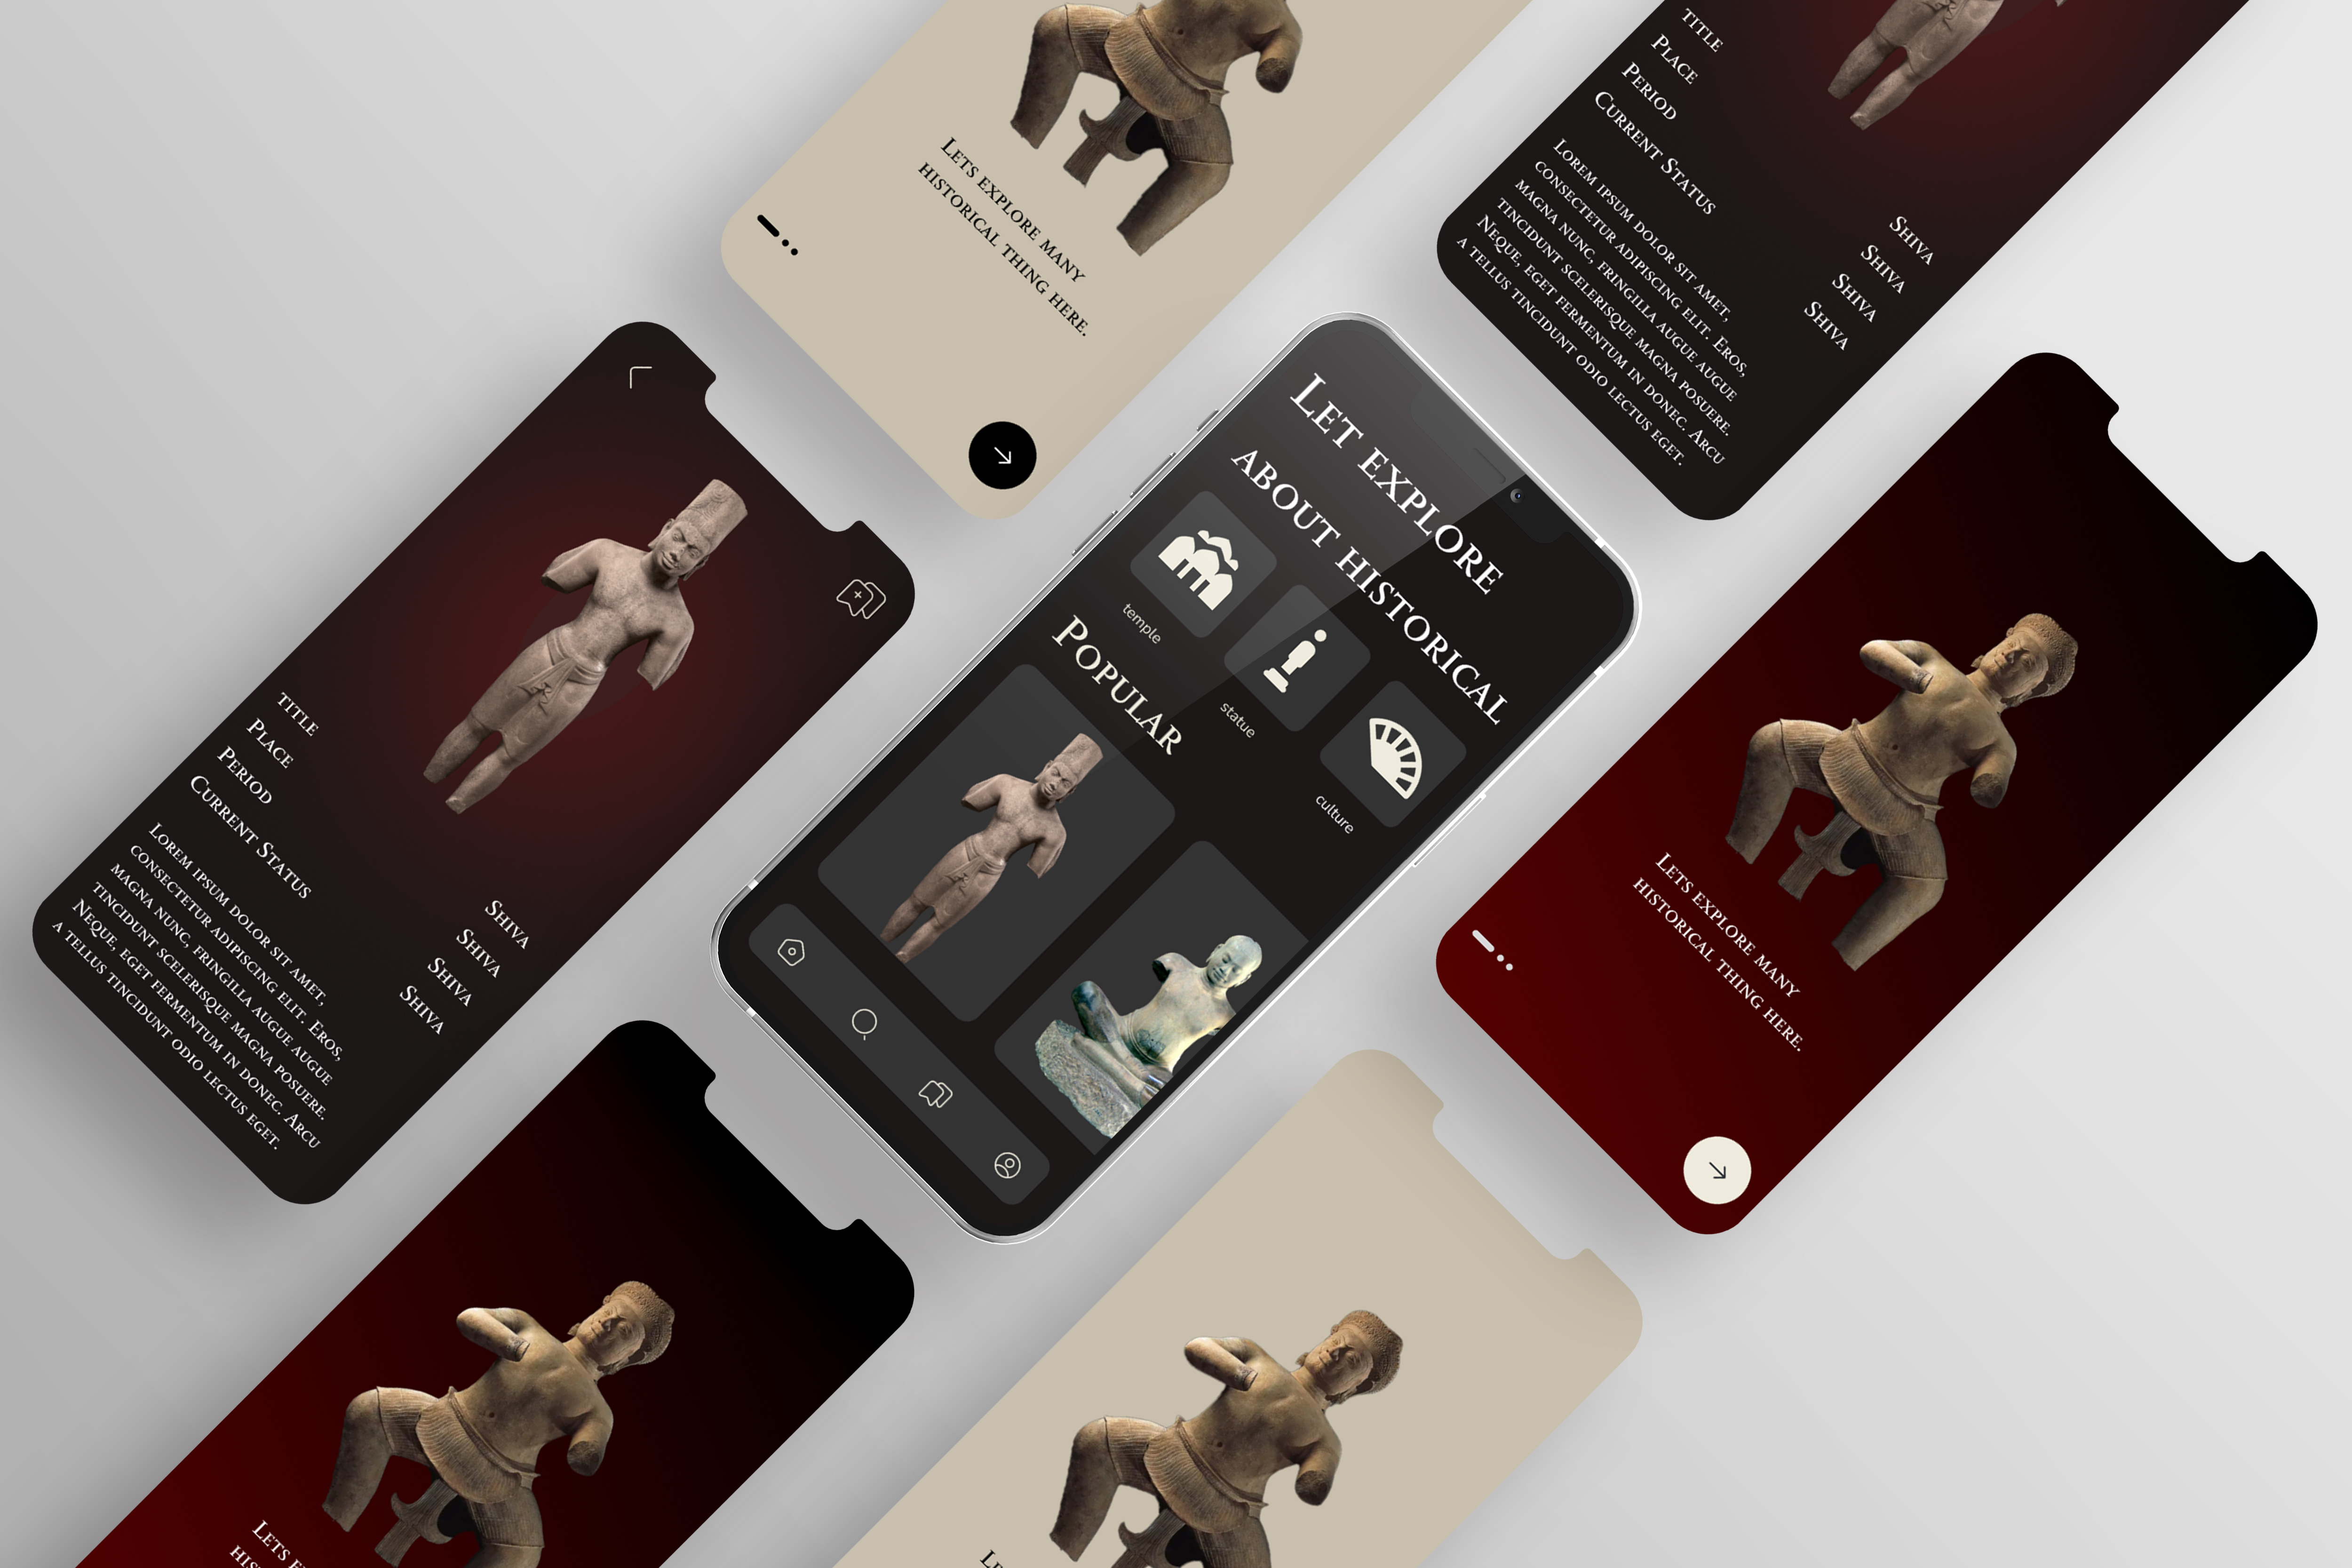 Lets explore many
historical thing here.
title
Place
Period
Current Status
Shiva
Shiva
Shiva
Shiva
Lorem ipsum dolor sit amet,
consectetur adipiscing elit. Eros,
magna nunc, fringilla augue augue
tincidunt scelerisque magna posuere.
Neque, eget fermentum in donec. Arcu
a tellus tincidunt odio lectus eget.
title
Place
Period
Current Status
Shiva
Shiva
Shiva
Shiva
Lorem ipsum dolor sit amet,
consectetur adipiscing elit. Eros,
magna nunc, fringilla augue augue
tincidunt scelerisque magna posuere.
Neque, eget fermentum in donec. Arcu
a tellus tincidunt odio lectus eget.
Let explore
about historical
temple
statue
culture
Popular
Lets explore many
historical thing here.
Lets